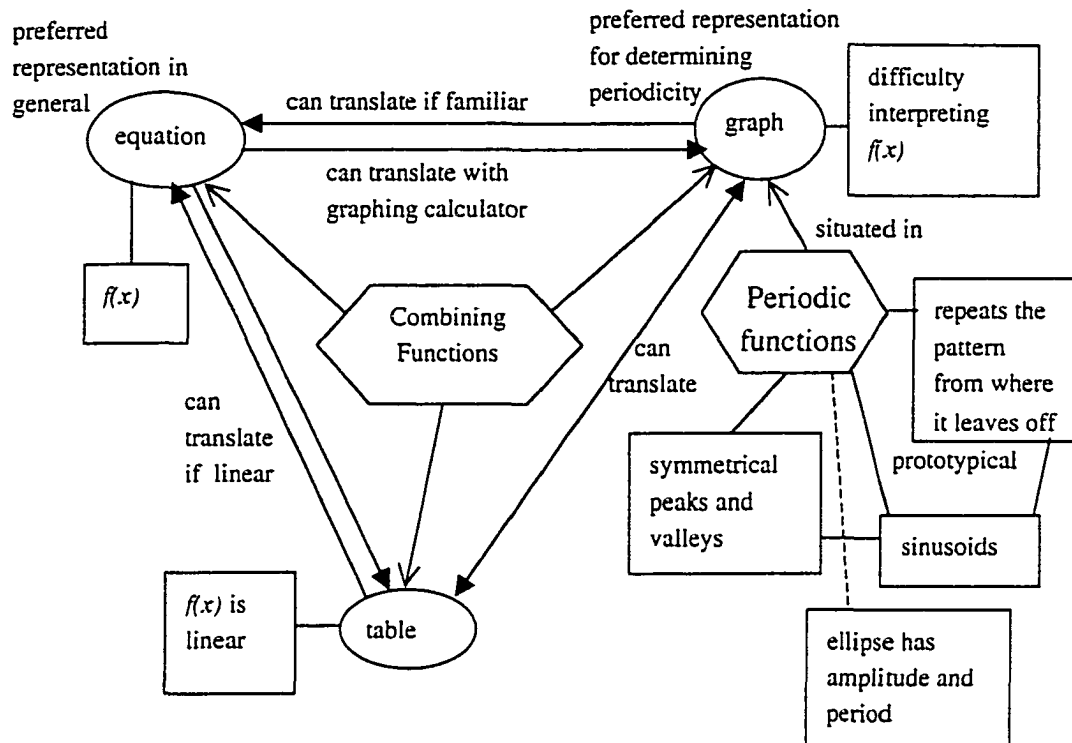 preferred
representation in
general
equation
can translate if familiar
can translate with
graphing calculator
preferred representation
for determining
periodicity
graph
difficulty
interpreting
f(x)
situated in
f(x)
Combining
Functions
Periodic
functions
repeats the
pattern
from where
it leaves off
can
translate
can
translate
if linear
symmetrical
peaks and
valleys
prototypical
sinusoids
f(x) is
linear
table
ellipse has
amplitude and
period